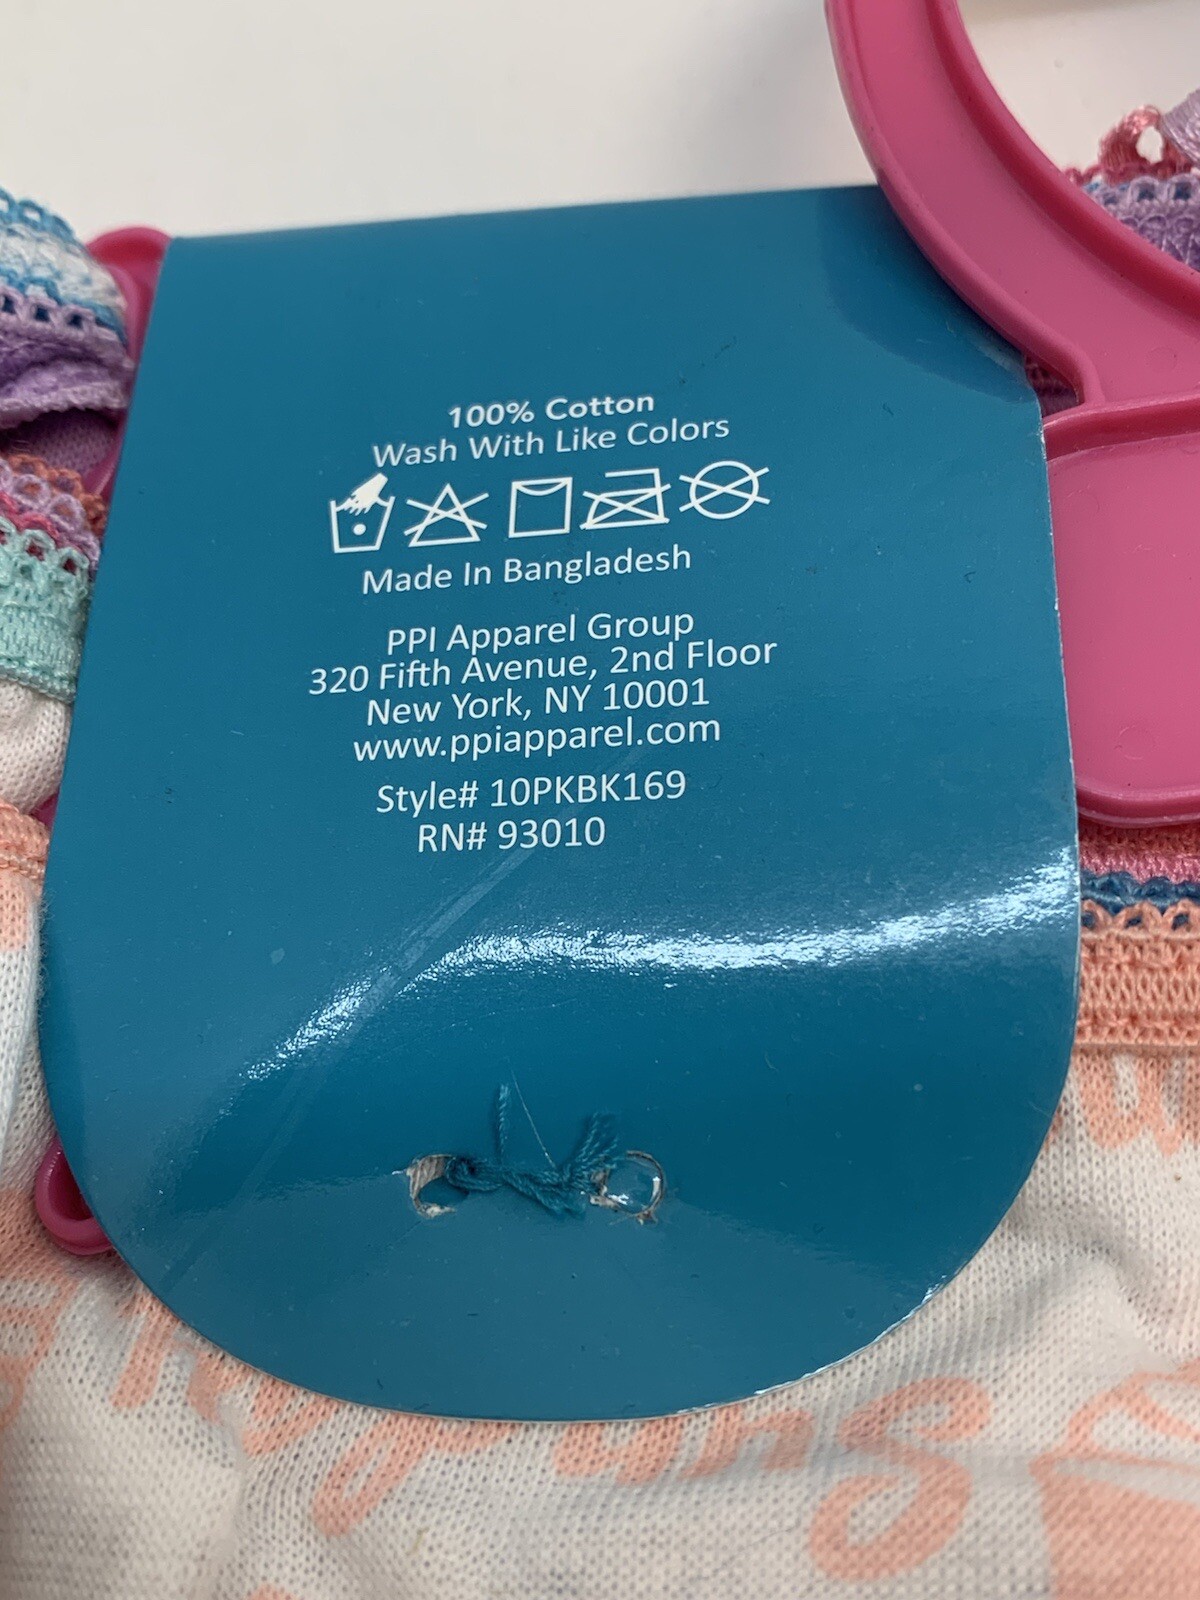 100% Cotton
Wash With Like Colors
Made In Bangladesh
PPI Apparel Group
320 Fifth Avenue, 2nd Floor
New York, NY 10001
www.ppiapparel.com
Style# 10PKBK169
RN# 93010